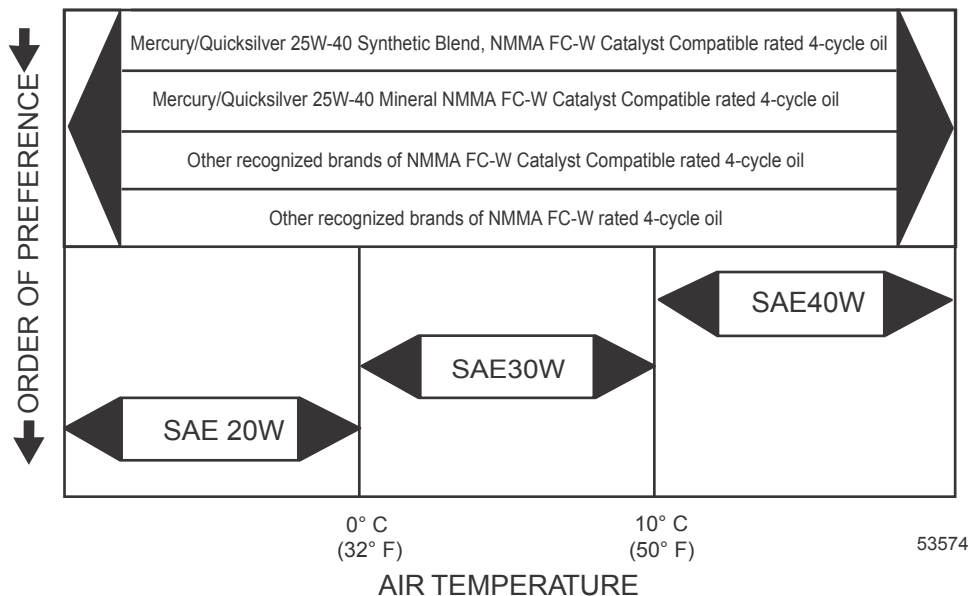 ORDER OF PREFERENCE
Mercury/Quicksilver 25W-40 Synthetic Blend, NMMA FC-W Catalyst Compatible rated 4-cycle oil
Mercury/Quicksilver 25W-40 Mineral NMMA FC-W Catalyst Compatible rated 4-cycle oil
Other recognized brands of NMMA FC-W Catalyst Compatible rated 4-cycle oil
Other recognized brands of NMMA FC-W rated 4-cycle oil
SAE40W
SAE30W
SAE 20W
0° C
(32° F)
10° C
(50° F)
53574
AIR TEMPERATURE